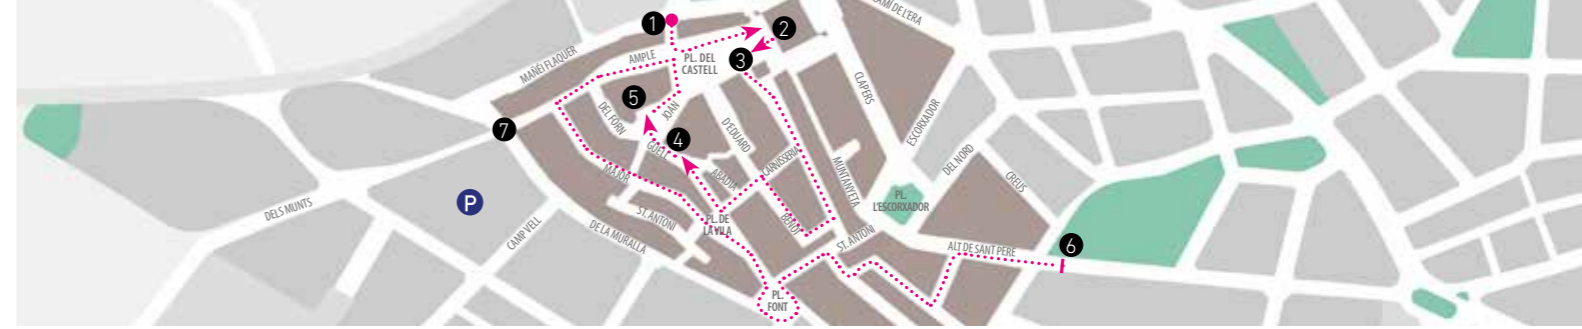 CAMÍ DE L'ERA
1
2
MAÑÉ I FLAQUER
AMPLE
PL. DEL
CASTELL
3
CLAPERS
5
DEL FORN
JOAN
GÜELL
4
D'EDUARD
ESCORXADOR
7
MAJOR
ABADIA
CARNISSERIA
MUNTANYETA
DEL NORD
CREUS
P
DELS MUNTS
CAMP VELL
DE LA MURALLA
ST. ANTONI
PL. DE
LA VILA
PL.
L'ESCORXADOR
ST. ANTONI
ALT DE SANT PERE
6
PL.
FONT